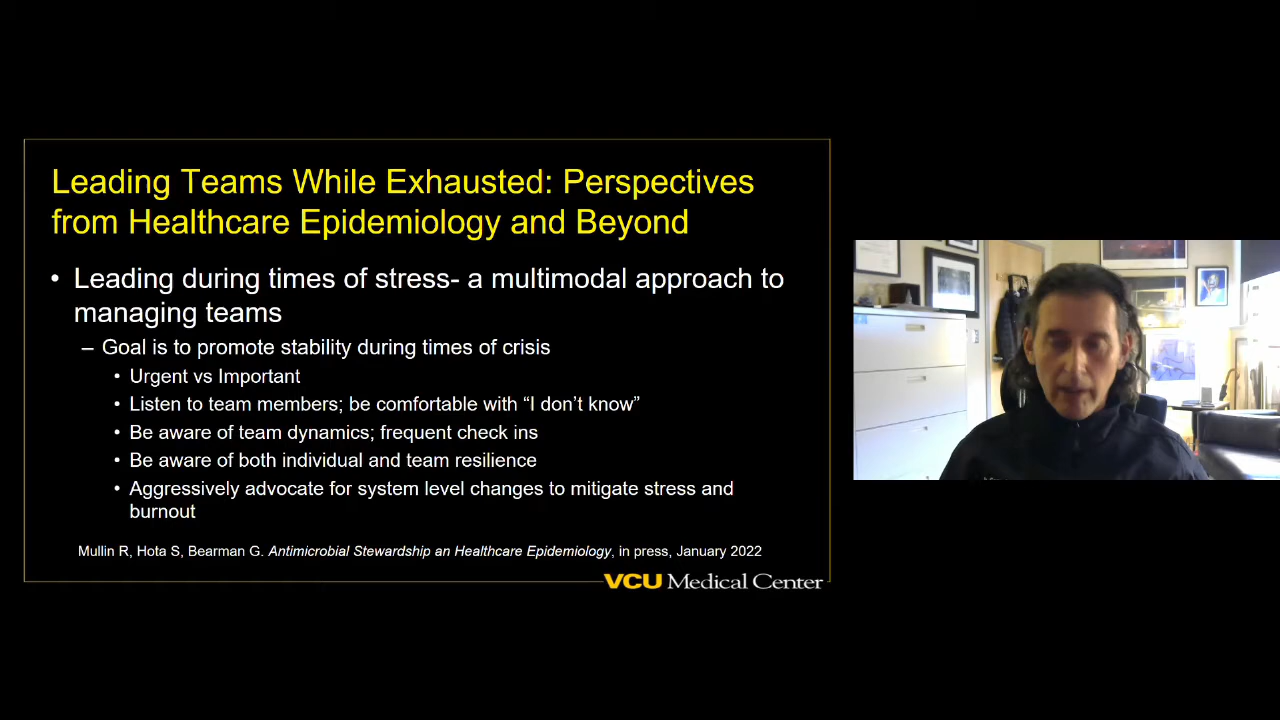 Leading Teams While Exhausted: Perspectives
from Healthcare Epidemiology and Beyond
• Leading during times of stress- a multimodal approach to
managing teams
– Goal is to promote stability during times of crisis
• Urgent vs Important
• Listen to team members; be comfortable with “I don’t know”
• Be aware of team dynamics; frequent check ins
• Be aware of both individual and team resilience
• Aggressively advocate for system level changes to mitigate stress and
burnout
Mullin R, Hota S, Bearman G. Antimicrobial Stewardship an Healthcare Epidemiology, in press, January 2022
VCU Medical Center